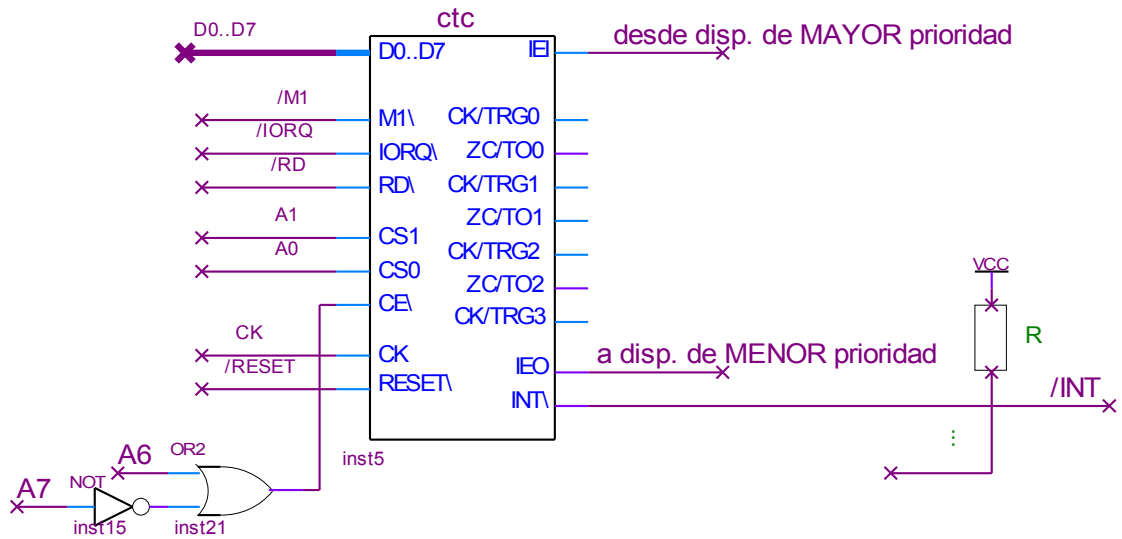 ctc
D0..D7
D0..D7
IEI
desde disp. de MAYOR prioridad
/M1
M1\
CK/TRG0
/IORQ
IORQ\
ZC/TO0
/RD
RD\
CK/TRG1
A1
CS1
ZC/TO1
A0
CS0
CK/TRG2
VCC
CE\
ZC/TO2
CK/TRG3
R
CK
CK
IEO
a disp. de MENOR prioridad
/RESET
RESET\
INT\
/INT
...
A6
OR2
inst5
A7
NOT
inst15
inst21